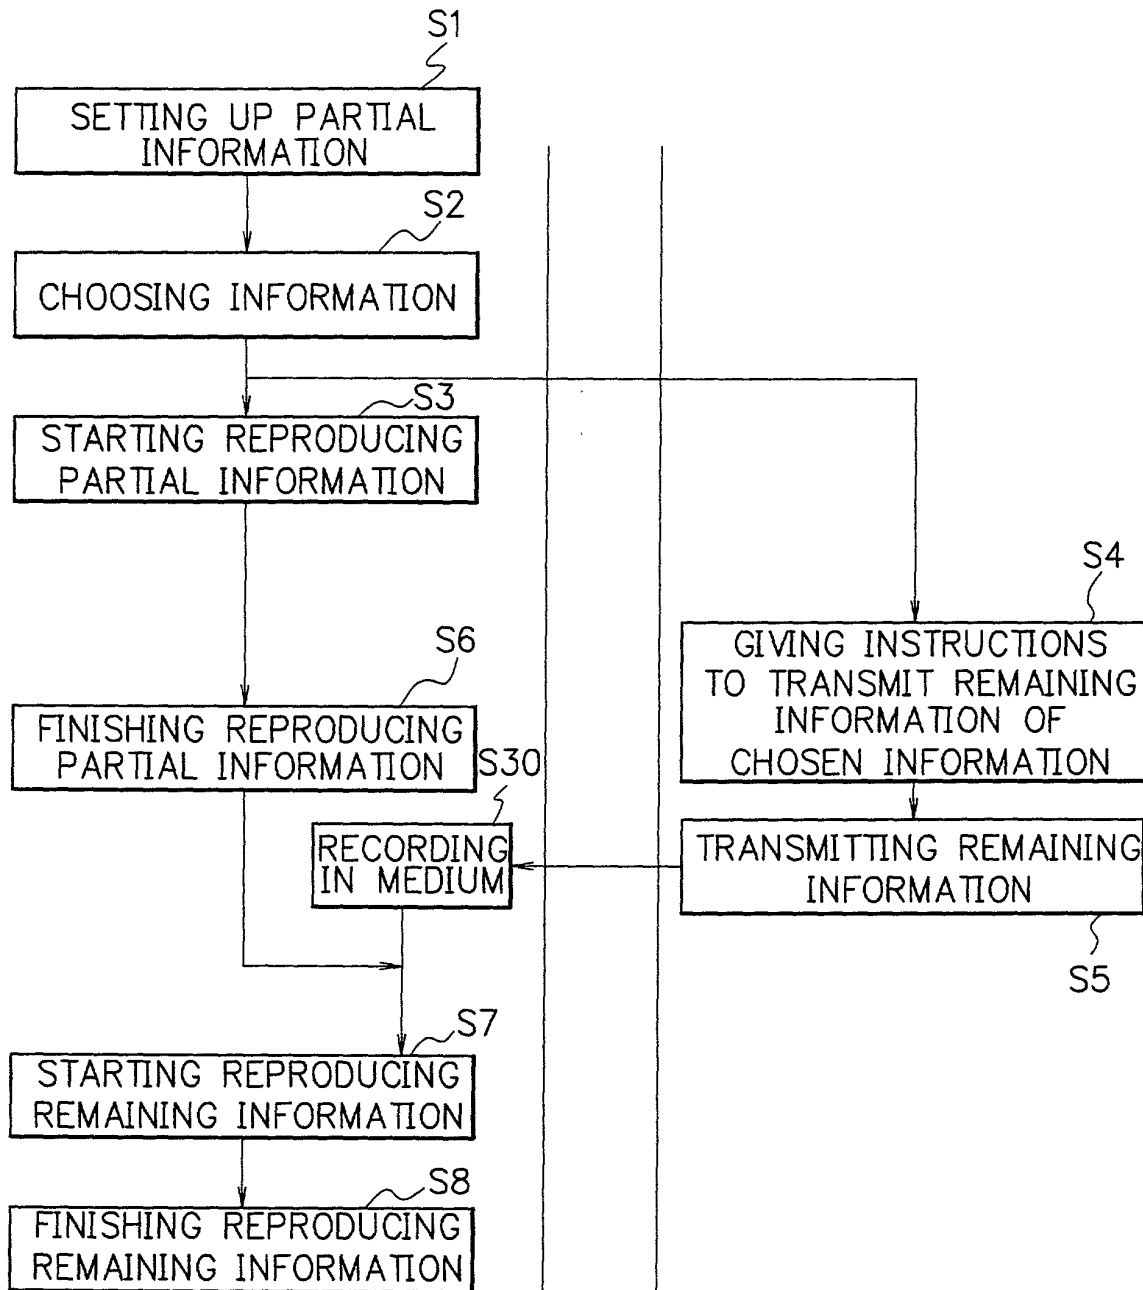 S1
SETTING UP PARTIAL
INFORMATION
S2
CHOOSING INFORMATION
S3
STARTING REPRODUCING
PARTIAL INFORMATION
S4
GIVING INSTRUCTIONS
TO TRANSMIT REMAINING
INFORMATION OF
CHOSEN INFORMATION
S6
FINISHING REPRODUCING
PARTIAL INFORMATION
S30
RECORDING
IN MEDIUM
TRANSMITTING REMAINING
INFORMATION
S5
S7
STARTING REPRODUCING
REMAINING INFORMATION
S8
FINISHING REPRODUCING
REMAINING INFORMATION